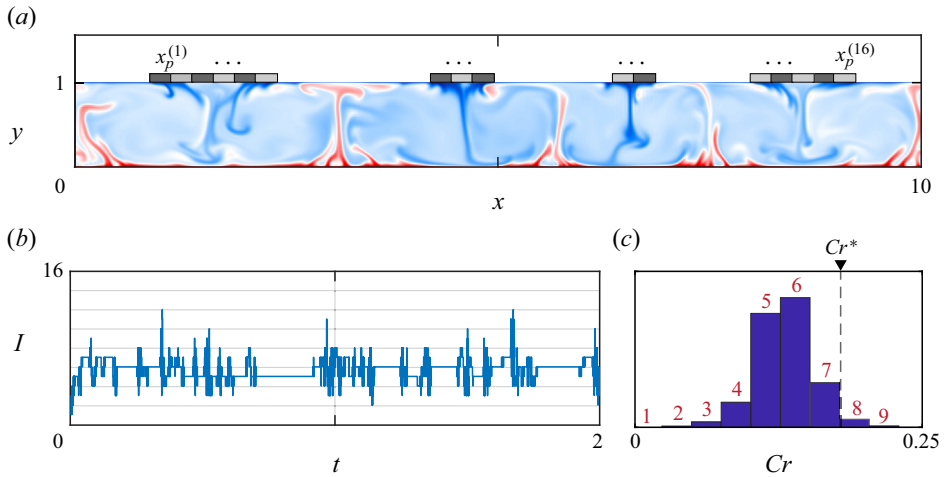 (a)
x_p^(1) ... ... ... ... x_p^(16)
1
y
0 10
x
(b)
16
I
0 2
t
(c)
Cr*
1 2 3 4 5 6 7 8 9
0 0.25
Cr